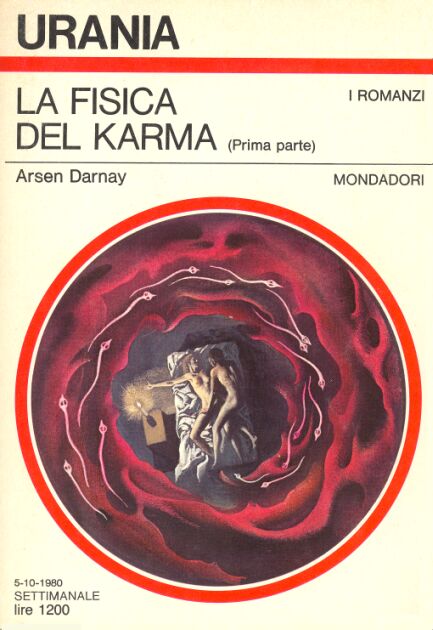 URANIA
LA FISICA
DEL KARMA (Prima parte)
I ROMANZI
Arsen Darnay
MONDADORI
5-10-1980
SETTIMANALE
lire 1200